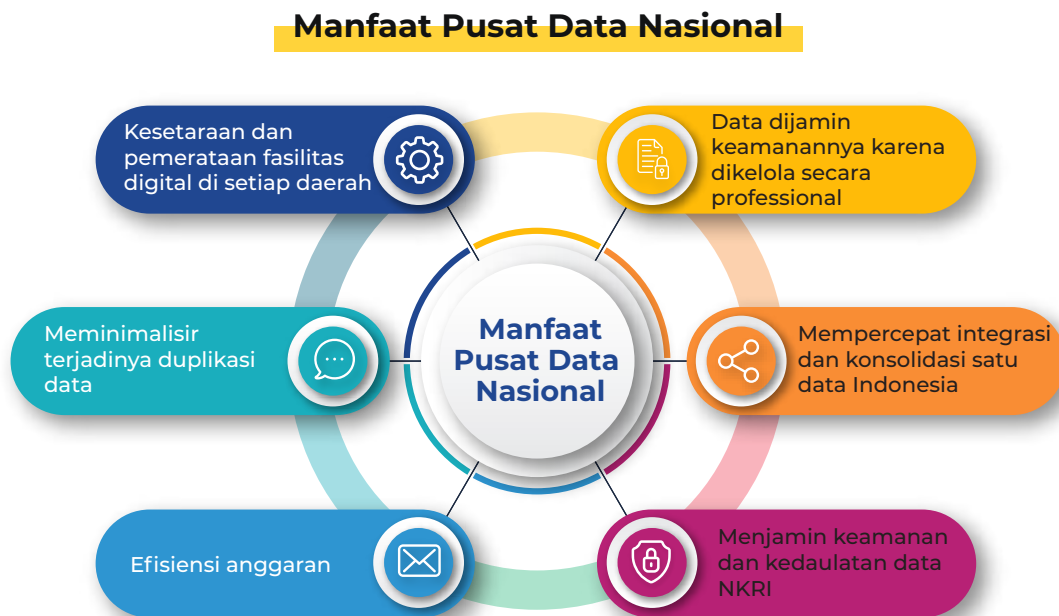 Manfaat Pusat Data Nasional
Kesetaraan dan
pemerataan fasilitas
digital di setiap daerah
Data dijamin
keamanannya karena
dikelola secara
professional
Meminimalisir
terjadinya duplikasi
data
Manfaat
Pusat Data
Nasional
Mempercepat integrasi
dan konsolidasi satu
data Indonesia
Efisiensi anggaran
Menjamin keamanan
dan kedaulatan data
NKRI